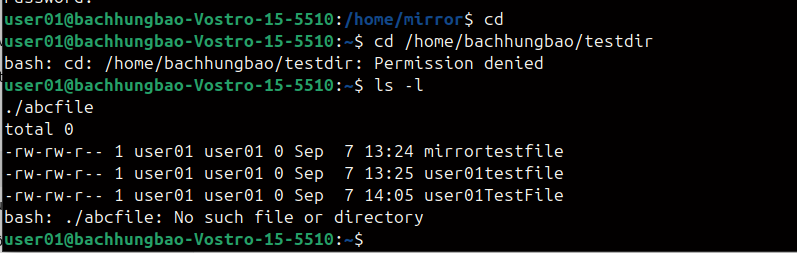 user01@bachhungbao-Vostro-15-5510:/home/mirror$ cd
user01@bachhungbao-Vostro-15-5510:~$ cd /home/bachhungbao/testdir
bash: cd: /home/bachhungbao/testdir: Permission denied
user01@bachhungbao-Vostro-15-5510:~$ ls -l
./abcfile
total 0
-rw-rw-r-- 1 user01 user01 0 Sep  7 13:24 mirrortestfile
-rw-rw-r-- 1 user01 user01 0 Sep  7 13:25 user01testfile
-rw-rw-r-- 1 user01 user01 0 Sep  7 14:05 user01TestFile
bash: ./abcfile: No such file or directory
user01@bachhungbao-Vostro-15-5510:~$